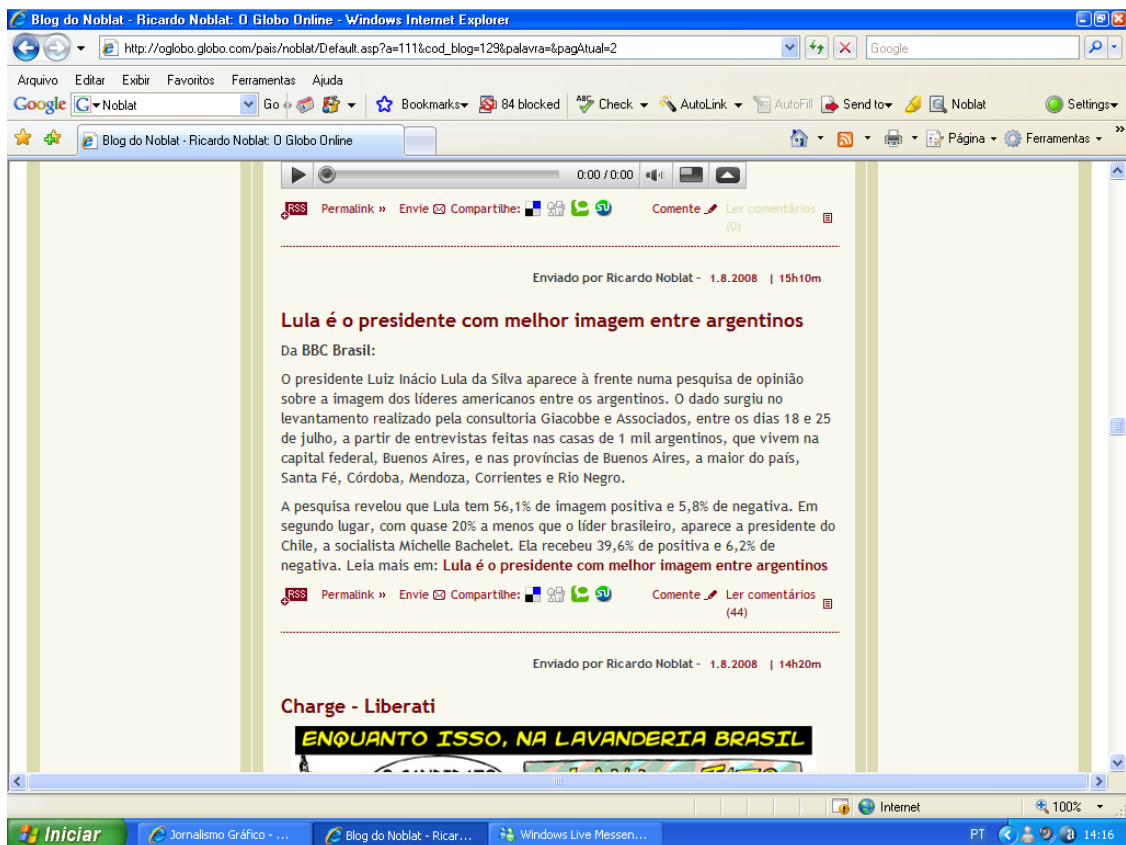 Blog do Noblat - Ricardo Noblat: O Globo Online - Windows Internet Explorer
http://oglobo.globo.com/pais/noblat/Default.asp?a=111&cod_blog=129&palavra=&pagAtual=2
Google
Arquivo Editar Exibir Favoritos Ferramentas Ajuda
Google G Noblat Go Bookmarks 84 blocked ABC Check AutoLink AutoFill Send to Noblat Settings
Blog do Noblat - Ricardo Noblat: O Globo Online Página Ferramentas »
0:00 / 0:00
RSS Permalink » Envie Compartilhe: Comente Ler comentários
(0)
Enviado por Ricardo Noblat - 1.8.2008 | 15h10m
Lula é o presidente com melhor imagem entre argentinos
Da BBC Brasil:
O presidente Luiz Inácio Lula da Silva aparece à frente numa pesquisa de opinião
sobre a imagem dos líderes americanos entre os argentinos. O dado surgiu no
levantamento realizado pela consultoria Giacobbe e Associados, entre os dias 18 e 25
de julho, a partir de entrevistas feitas nas casas de 1 mil argentinos, que vivem na
capital federal, Buenos Aires, e nas províncias de Buenos Aires, a maior do país,
Santa Fé, Córdoba, Mendoza, Corrientes e Rio Negro.
A pesquisa revelou que Lula tem 56,1% de imagem positiva e 5,8% de negativa. Em
segundo lugar, com quase 20% a menos que o líder brasileiro, aparece a presidente do
Chile, a socialista Michelle Bachelet. Ela recebeu 39,6% de positiva e 6,2% de
negativa. Leia mais em: Lula é o presidente com melhor imagem entre argentinos
RSS Permalink » Envie Compartilhe: Comente Ler comentários
(44)
Enviado por Ricardo Noblat - 1.8.2008 | 14h20m
Charge - Liberati
ENQUANTO ISSO, NA LAVANDERIA BRASIL
Internet 100%
Iniciar Jornalismo Gráfico - ... Blog do Noblat - Ricar... Windows Live Messen... PT 14:16